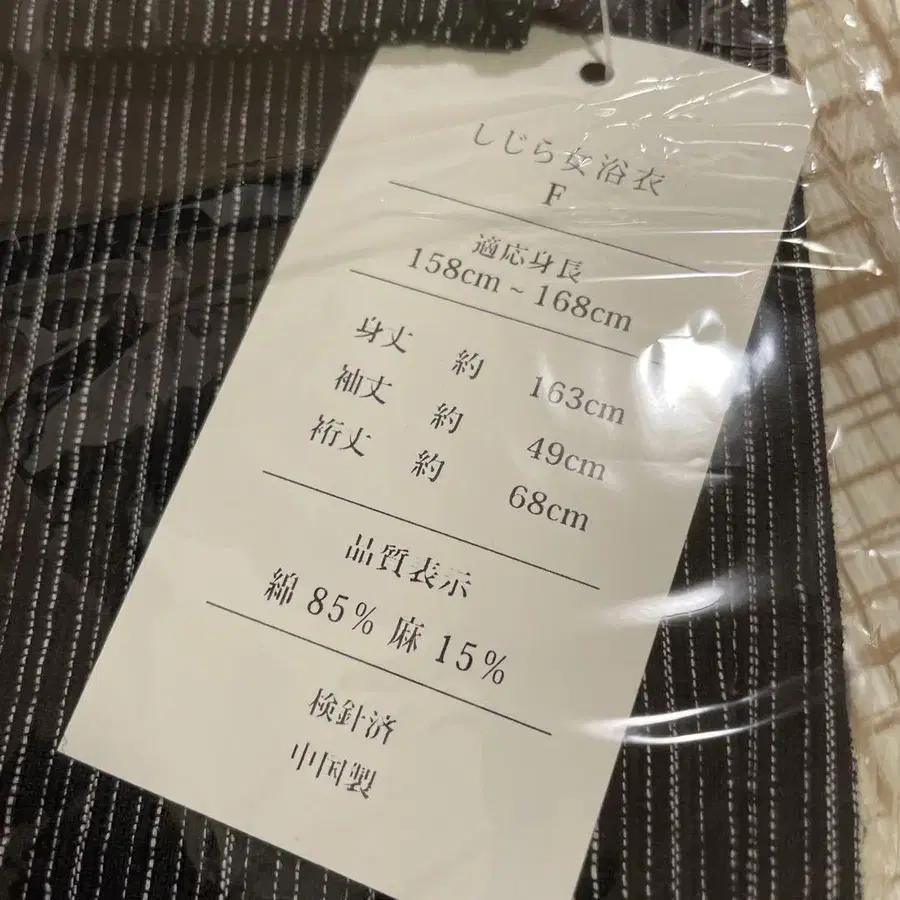 しじら女浴衣
F
適応身長
158cm ~ 168cm
身丈 約 163cm
袖丈 約 49cm
裄丈 約 68cm
品質表示
綿 85% 麻 15%
検針済
中国製